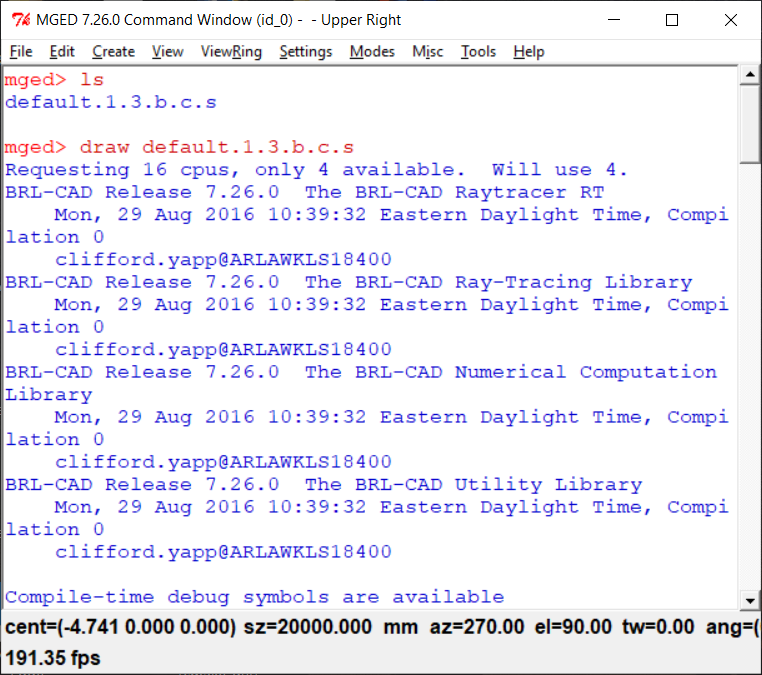 MGED 7.26.0 Command Window (id_0) - - Upper Right
File Edit Create View ViewRing Settings Modes Misc Tools Help
mged> ls
default.1.3.b.c.s
mged> draw default.1.3.b.c.s
Requesting 16 cpus, only 4 available.  Will use 4.
BRL-CAD Release 7.26.0  The BRL-CAD Raytracer RT
    Mon, 29 Aug 2016 10:39:32 Eastern Daylight Time, Compi
lation 0
    clifford.yapp@ARLAWKLS18400
BRL-CAD Release 7.26.0  The BRL-CAD Ray-Tracing Library
    Mon, 29 Aug 2016 10:39:32 Eastern Daylight Time, Compi
lation 0
    clifford.yapp@ARLAWKLS18400
BRL-CAD Release 7.26.0  The BRL-CAD Numerical Computation
Library
    Mon, 29 Aug 2016 10:39:32 Eastern Daylight Time, Compi
lation 0
    clifford.yapp@ARLAWKLS18400
BRL-CAD Release 7.26.0  The BRL-CAD Utility Library
    Mon, 29 Aug 2016 10:39:32 Eastern Daylight Time, Compi
lation 0
    clifford.yapp@ARLAWKLS18400
Compile-time debug symbols are available
cent=(-4.741 0.000 0.000) sz=20000.000  mm  az=270.00  el=90.00  tw=0.00  ang=(
191.35 fps